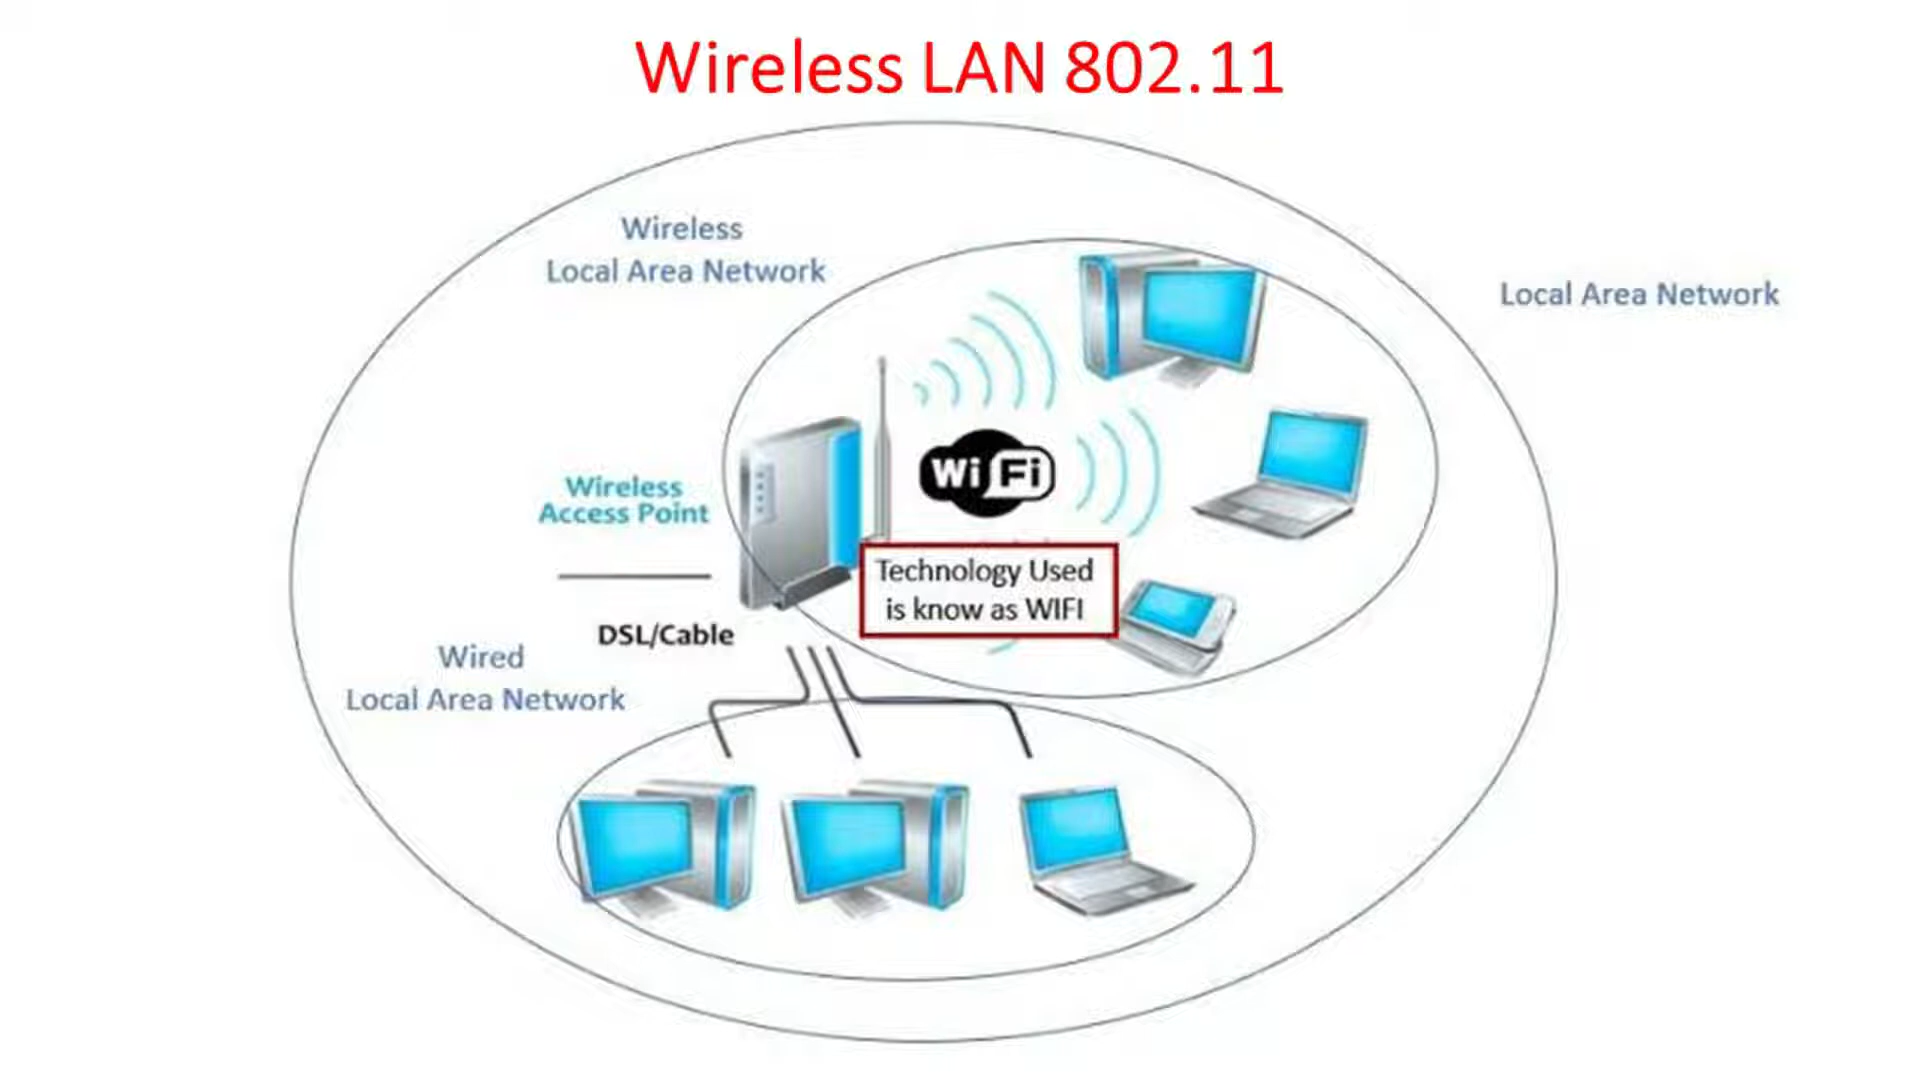 Wireless LAN 802.11
Wireless
Local Area Network
Local Area Network
Wi Fi
Wireless
Access Point
Technology Used
is know as WIFI
DSL/Cable
Wired
Local Area Network